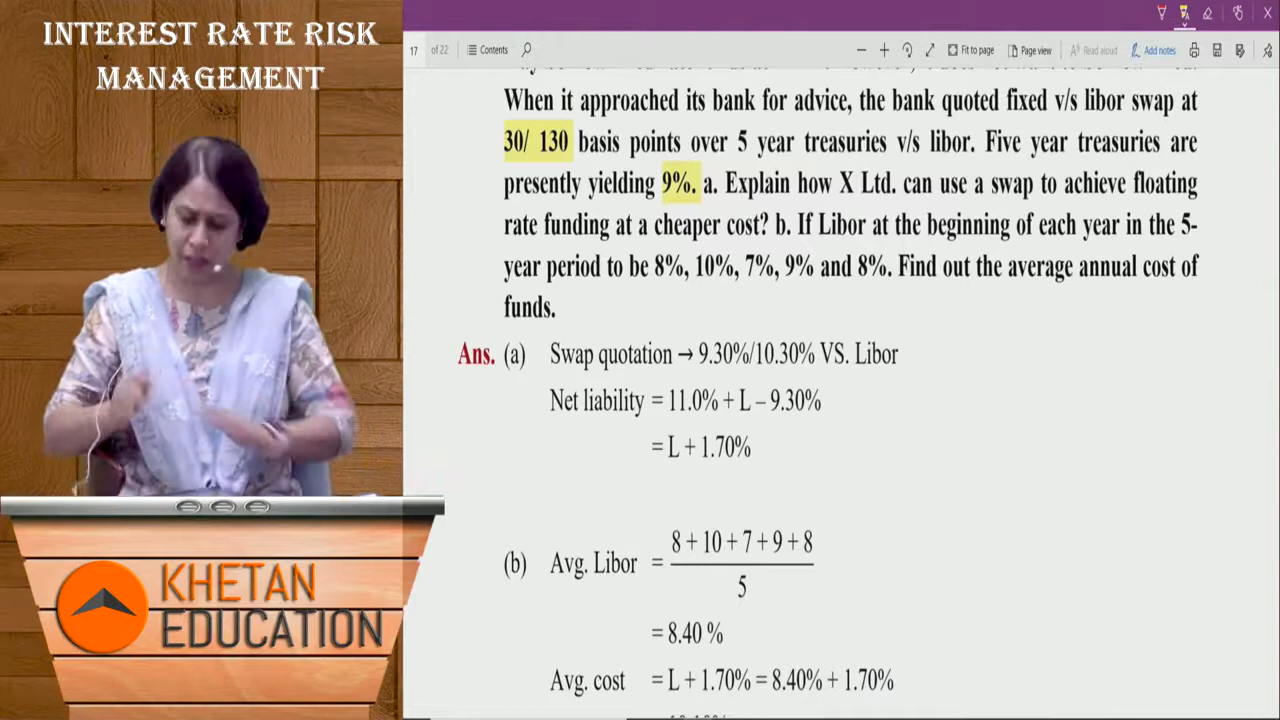 INTEREST RATE RISK
MANAGEMENT
17 of 22 Contents Fit to page Page view Read aloud Add notes
When it approached its bank for advice, the bank quoted fixed v/s libor swap at
30/ 130 basis points over 5 year treasuries v/s libor. Five year treasuries are
presently yielding 9%. a. Explain how X Ltd. can use a swap to achieve floating
rate funding at a cheaper cost? b. If Libor at the beginning of each year in the 5-
year period to be 8%, 10%, 7%, 9% and 8%. Find out the average annual cost of
funds.
Ans. (a) Swap quotation → 9.30%/10.30% VS. Libor
Net liability = 11.0% + L – 9.30%
= L + 1.70%
8 + 10 + 7 + 9 + 8
(b) Avg. Libor =
5
= 8.40 %
Avg. cost = L + 1.70% = 8.40% + 1.70%
KHETAN
EDUCATION